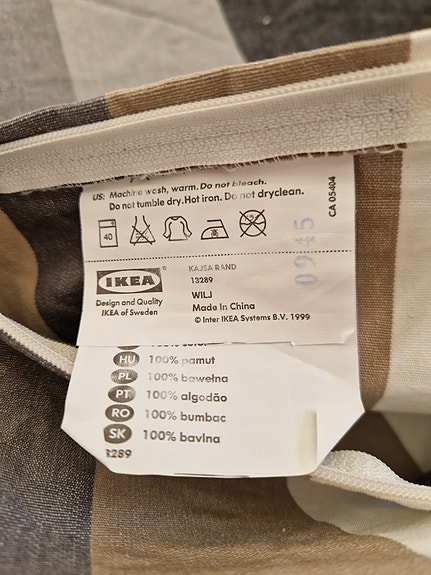 US: Machine wash, warm. Do not bleach.
Do not tumble dry. Hot iron. Do not dryclean.
40
CA 05404
0945
IKEA®
Design and Quality
IKEA of Sweden
KAJSA RAND
13289
WILJ
Made in China
© Inter IKEA Systems B.V. 1999
HU 100% pamut
PL 100% bawełna
PT 100% algodão
RO 100% bumbac
SK 100% bavlna
1289